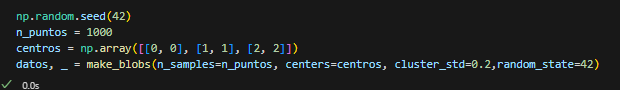 np.random.seed(42)
n_puntos = 1000
centros = np.array([[0, 0], [1, 1], [2, 2]])
datos, _ = make_blobs(n_samples=n_puntos, centers=centros, cluster_std=0.2,random_state=42)
0.0s